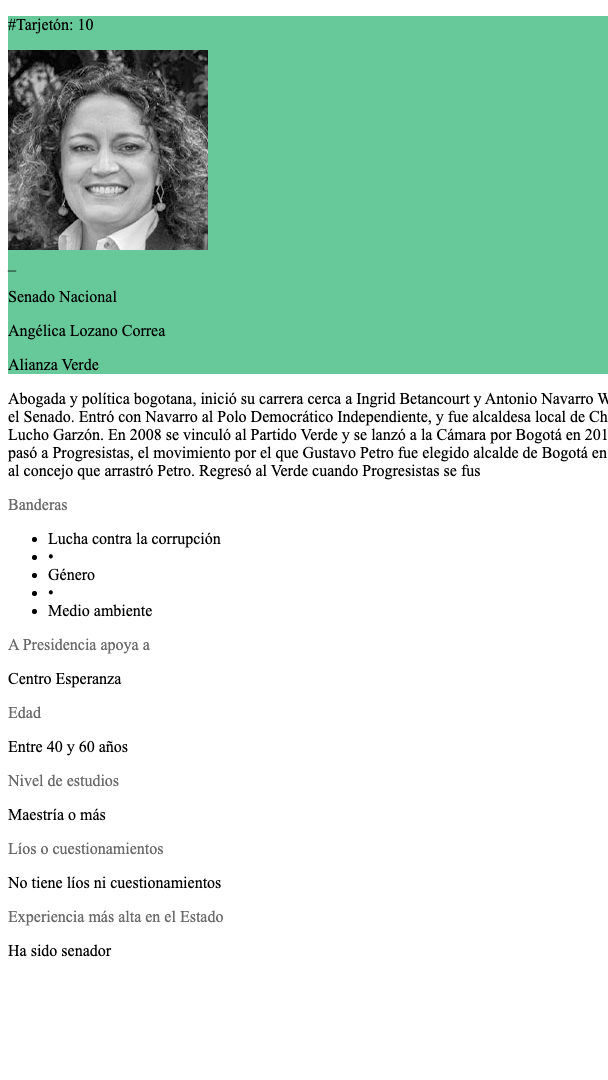 #Tarjetón: 10
_
Senado Nacional
Angélica Lozano Correa
Alianza Verde
Abogada y política bogotana, inició su carrera cerca a Ingrid Betancourt y Antonio Navarro W
el Senado. Entró con Navarro al Polo Democrático Independiente, y fue alcaldesa local de Ch
Lucho Garzón. En 2008 se vinculó al Partido Verde y se lanzó a la Cámara por Bogotá en 201
pasó a Progresistas, el movimiento por el que Gustavo Petro fue elegido alcalde de Bogotá en
al concejo que arrastró Petro. Regresó al Verde cuando Progresistas se fus
Banderas
• Lucha contra la corrupción
• •
• Género
• •
• Medio ambiente
A Presidencia apoya a
Centro Esperanza
Edad
Entre 40 y 60 años
Nivel de estudios
Maestría o más
Líos o cuestionamientos
No tiene líos ni cuestionamientos
Experiencia más alta en el Estado
Ha sido senador